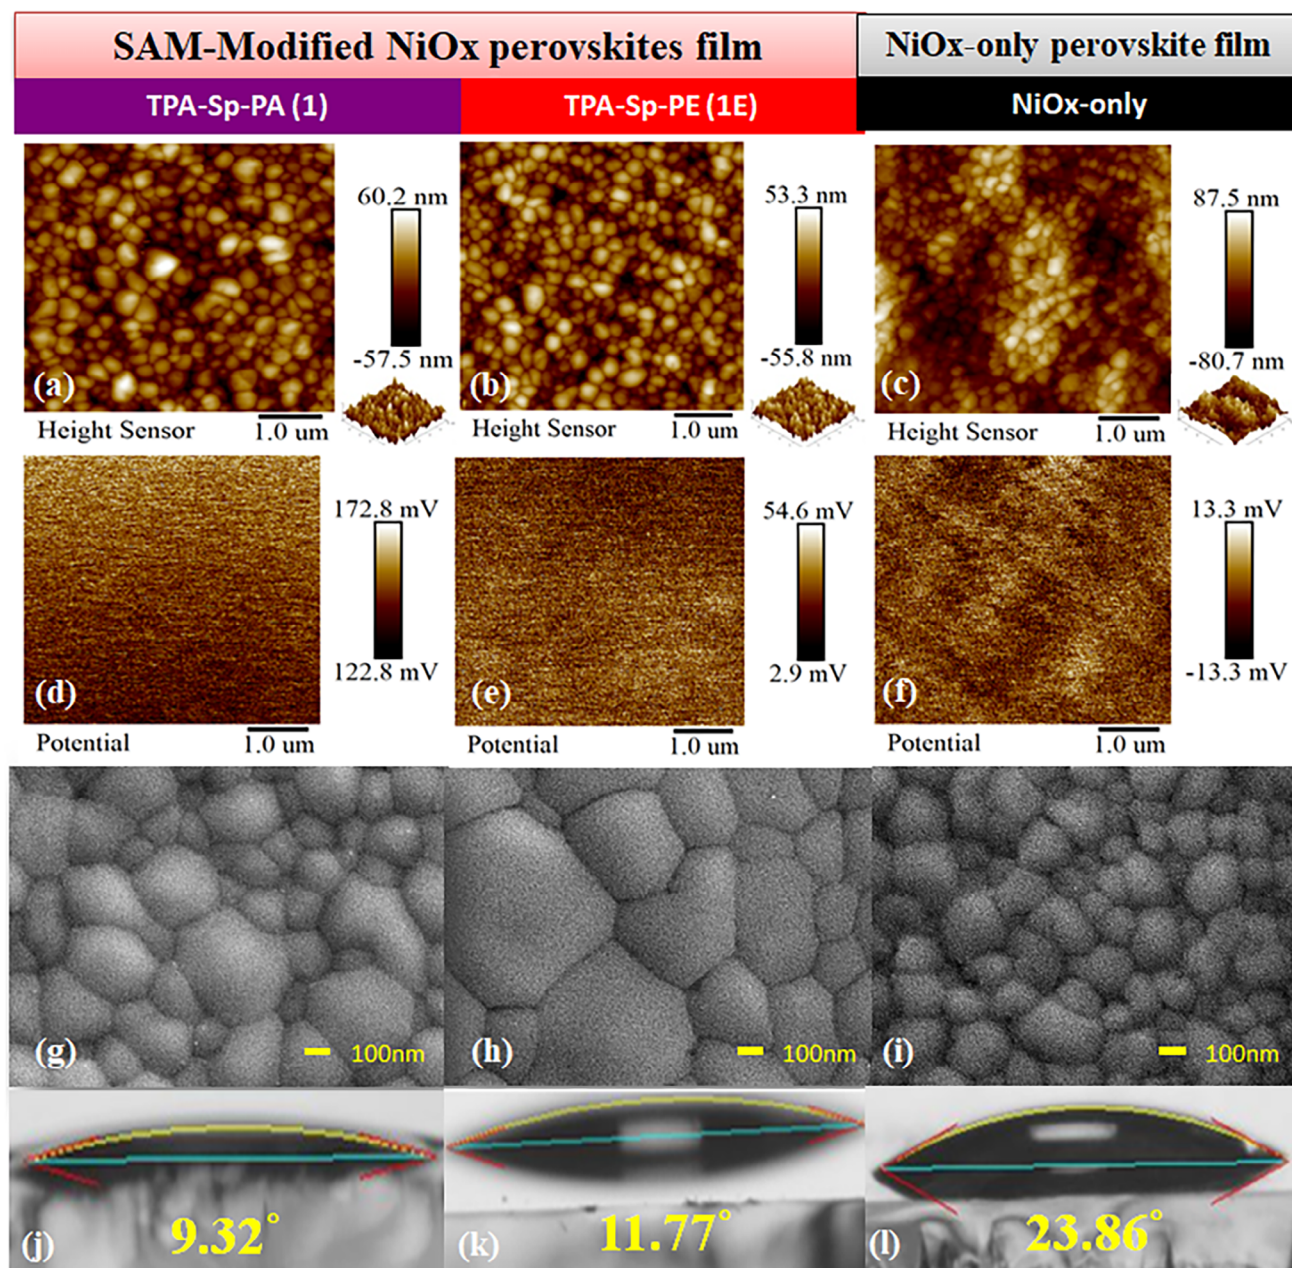 SAM-Modified NiOx perovskites film
NiOx-only perovskite film
TPA-Sp-PA (1)
TPA-Sp-PE (1E)
NiOx-only
60.2 nm
-57.5 nm
(a)
Height Sensor
1.0 um
53.3 nm
-55.8 nm
(b)
Height Sensor
1.0 um
87.5 nm
-80.7 nm
(c)
Height Sensor
1.0 um
172.8 mV
122.8 mV
(d)
Potential
1.0 um
54.6 mV
2.9 mV
(e)
Potential
1.0 um
13.3 mV
-13.3 mV
(f)
Potential
1.0 um
(g)
100nm
(h)
100nm
(i)
100nm
(j)
9.32°
(k)
11.77°
(l)
23.86°